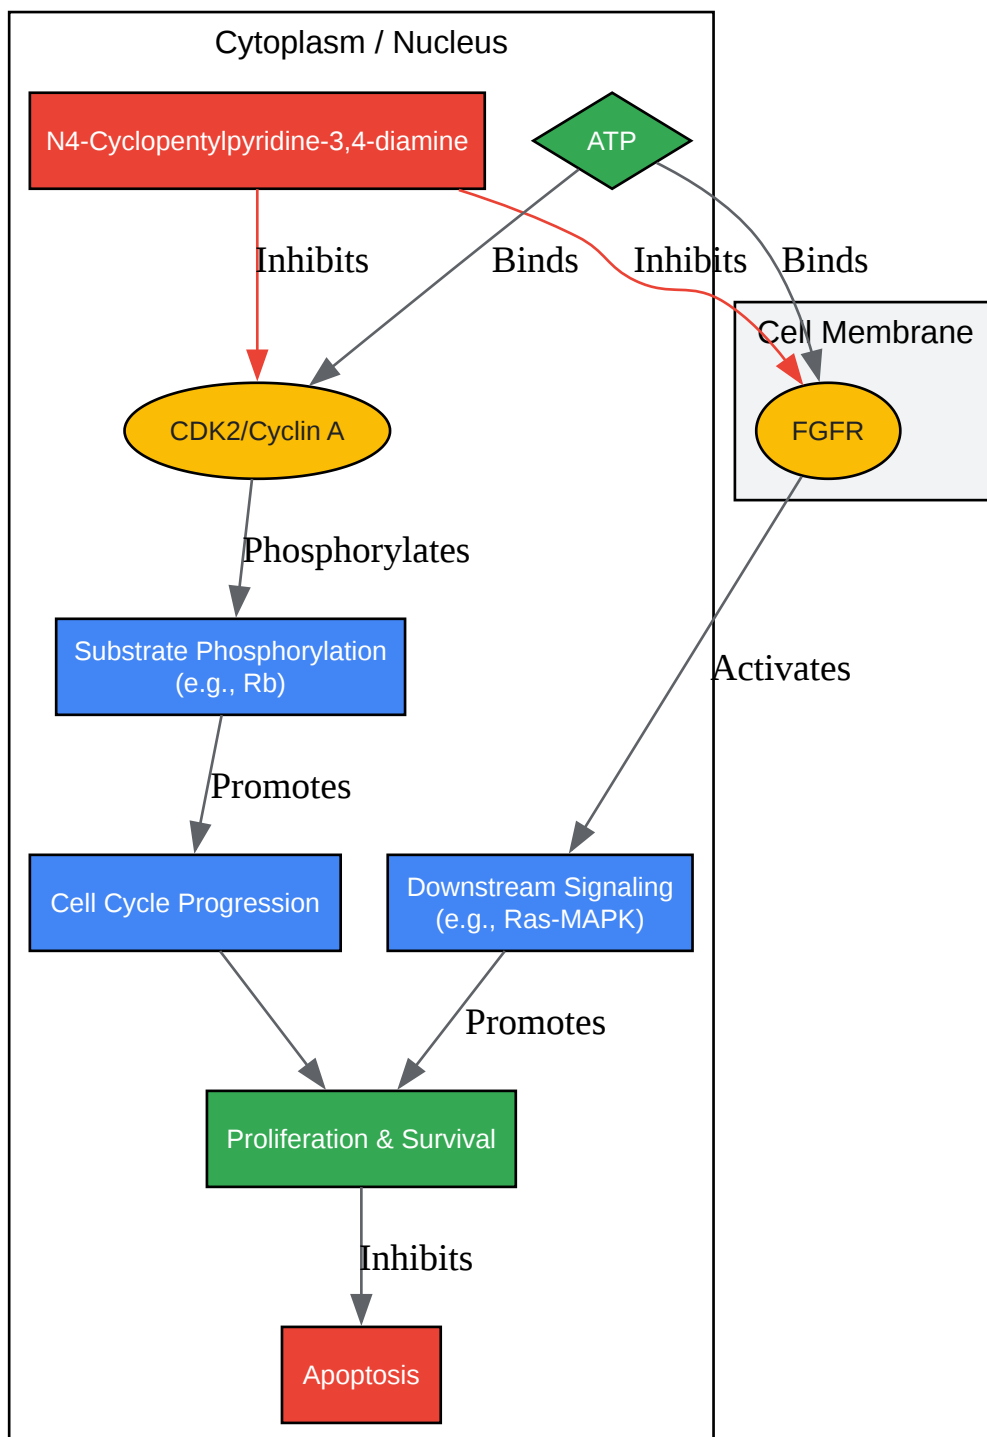 Cytoplasm / Nucleus
N4-Cyclopentylpyridine-3,4-diamine
ATP
Inhibits
Binds
Inhibits
Binds
Cell Membrane
CDK2/Cyclin A
FGFR
Phosphorylates
Substrate Phosphorylation
(e.g., Rb)
Activates
Promotes
Cell Cycle Progression
Downstream Signaling
(e.g., Ras-MAPK)
Promotes
Proliferation & Survival
Inhibits
Apoptosis